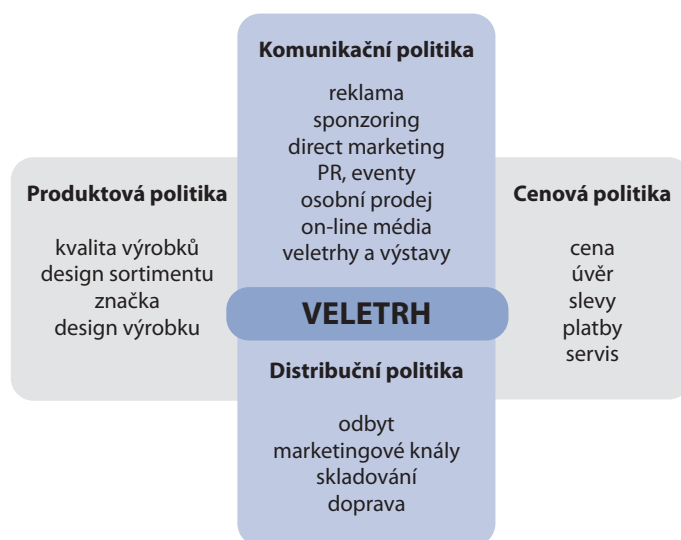 Komunikační politika
reklama
sponzoring
direct marketing
PR, eventy
osobní prodej
on-line média
veletrhy a výstavy
Produktová politika
kvalita výrobků
design sortimentu
značka
design výrobku
Cenová politika
cena
úvěr
slevy
platby
servis
VELETRH
Distribuční politika
odbyt
marketingové knály
skladování
doprava